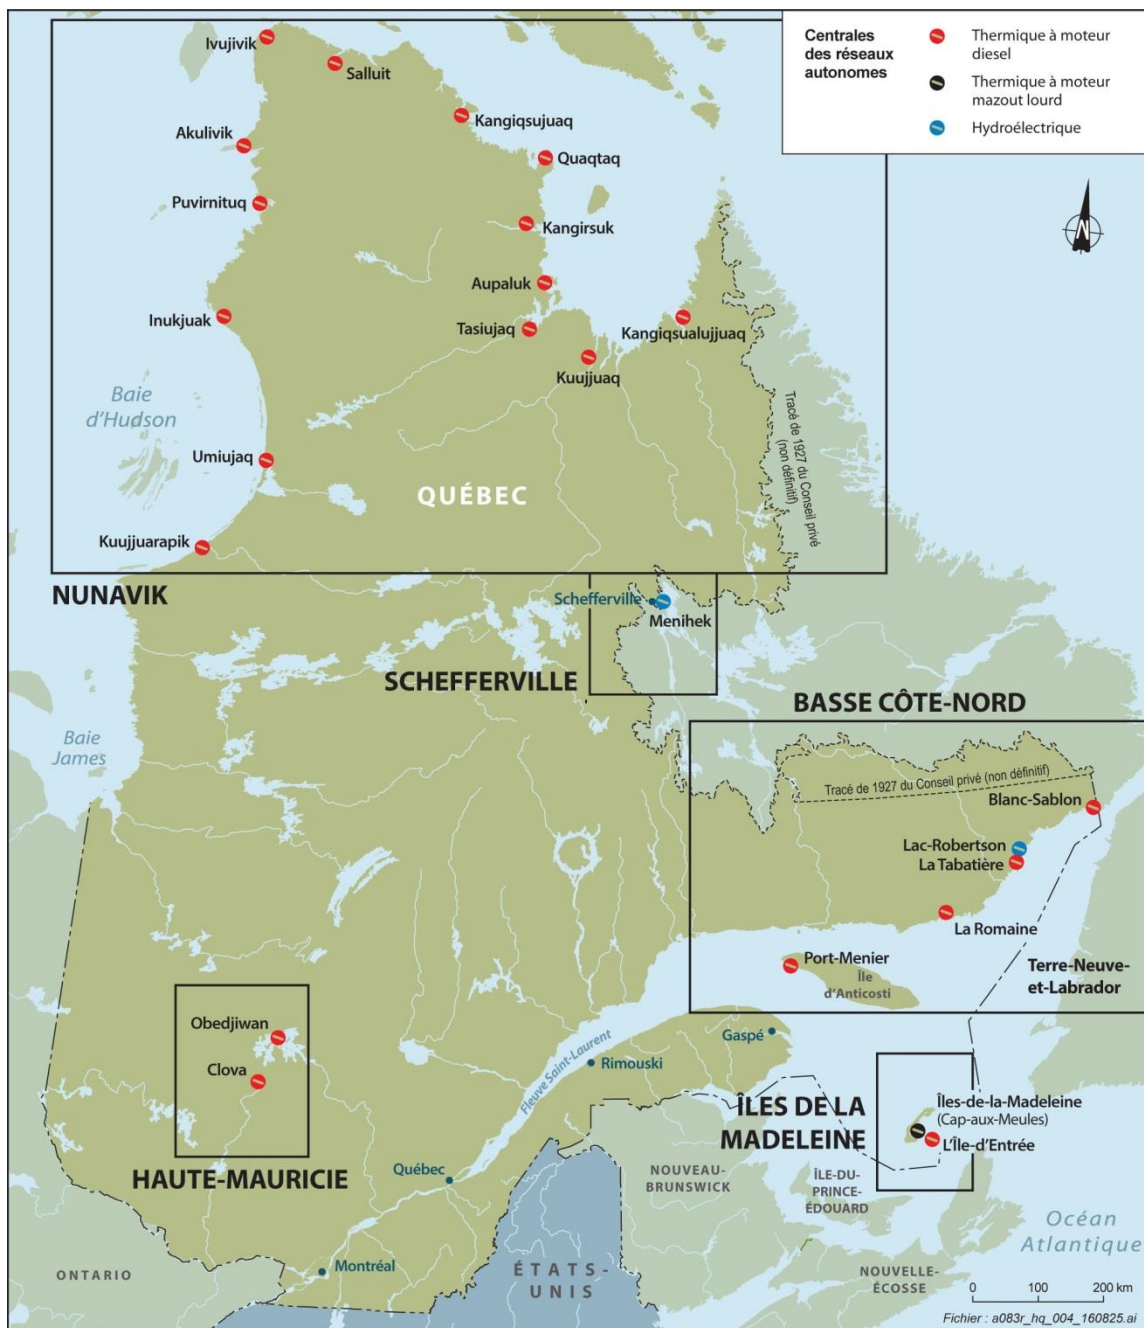 Centrales
des réseaux
autonomes
Thermique à moteur
diesel
Thermique à moteur
mazout lourd
Hydroélectrique
N
Ivujivik
Salluit
Kangiqsujuaq
Akulivik
Quaqtaq
Puvirnituq
Kangirsuk
Aupaluk
Inukjuak
Tasiujaq
Kangiqsualujjuaq
Kuujjuaq
Baie
d'Hudson
Tracé de 1927 du Conseil privé
(non définitif)
Umiujaq
QUÉBEC
Kuujjuarapik
NUNAVIK
Schefferville
Menihek
SCHEFFERVILLE
BASSE CÔTE-NORD
Baie
James
Tracé de 1927 du Conseil privé (non définitif)
Blanc-Sablon
Lac-Robertson
La Tabatière
La Romaine
Port-Menier
Île
d'Anticosti
Terre-Neuve-
et-Labrador
Obedjiwan
Clova
Gaspé
Rimouski
Fleuve Saint-Laurent
HAUTE-MAURICIE
ÎLES DE LA
MADELEINE
Îles-de-la-Madeleine
(Cap-aux-Meules)
L'Île-d'Entrée
Québec
NOUVEAU-
BRUNSWICK
ÎLE-DU-
PRINCE-
ÉDOUARD
Océan
Atlantique
Montréal
ONTARIO
ÉTATS-
UNIS
NOUVELLE-
ÉCOSSE
0 100 200 km
Fichier : a083r_hq_004_160825.ai